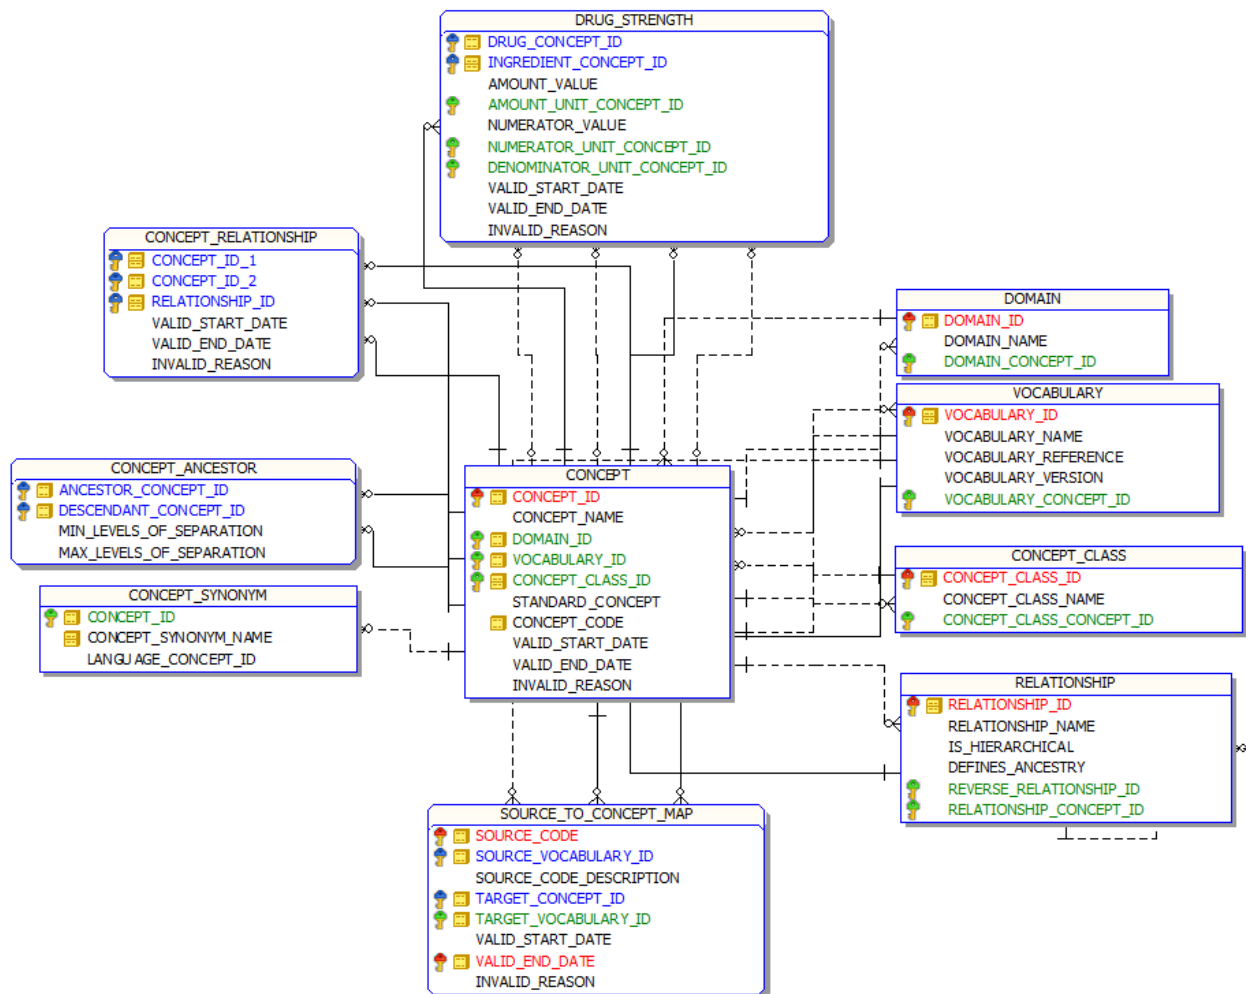 DRUG_STRENGTH
DRUG_CONCEPT_ID
INGREDIENT_CONCEPT_ID
AMOUNT_VALUE
AMOUNT_UNIT_CONCEPT_ID
NUMERATOR_VALUE
NUMERATOR_UNIT_CONCEPT_ID
DENOMINATOR_UNIT_CONCEPT_ID
VALID_START_DATE
VALID_END_DATE
INVALID_REASON
CONCEPT_RELATIONSHIP
CONCEPT_ID_1
CONCEPT_ID_2
RELATIONSHIP_ID
VALID_START_DATE
VALID_END_DATE
INVALID_REASON
DOMAIN
DOMAIN_ID
DOMAIN_NAME
DOMAIN_CONCEPT_ID
VOCABULARY
VOCABULARY_ID
VOCABULARY_NAME
VOCABULARY_REFERENCE
VOCABULARY_VERSION
VOCABULARY_CONCEPT_ID
CONCEPT_ANCESTOR
ANCESTOR_CONCEPT_ID
DESCENDANT_CONCEPT_ID
MIN_LEVELS_OF_SEPARATION
MAX_LEVELS_OF_SEPARATION
CONCEPT
CONCEPT_ID
CONCEPT_NAME
DOMAIN_ID
VOCABULARY_ID
CONCEPT_CLASS_ID
STANDARD_CONCEPT
CONCEPT_CODE
VALID_START_DATE
VALID_END_DATE
INVALID_REASON
CONCEPT_CLASS
CONCEPT_CLASS_ID
CONCEPT_CLASS_NAME
CONCEPT_CLASS_CONCEPT_ID
CONCEPT_SYNONYM
CONCEPT_ID
CONCEPT_SYNONYM_NAME
LANGUAGE_CONCEPT_ID
RELATIONSHIP
RELATIONSHIP_ID
RELATIONSHIP_NAME
IS_HIERARCHICAL
DEFINES_ANCESTRY
REVERSE_RELATIONSHIP_ID
RELATIONSHIP_CONCEPT_ID
SOURCE_TO_CONCEPT_MAP
SOURCE_CODE
SOURCE_VOCABULARY_ID
SOURCE_CODE_DESCRIPTION
TARGET_CONCEPT_ID
TARGET_VOCABULARY_ID
VALID_START_DATE
VALID_END_DATE
INVALID_REASON